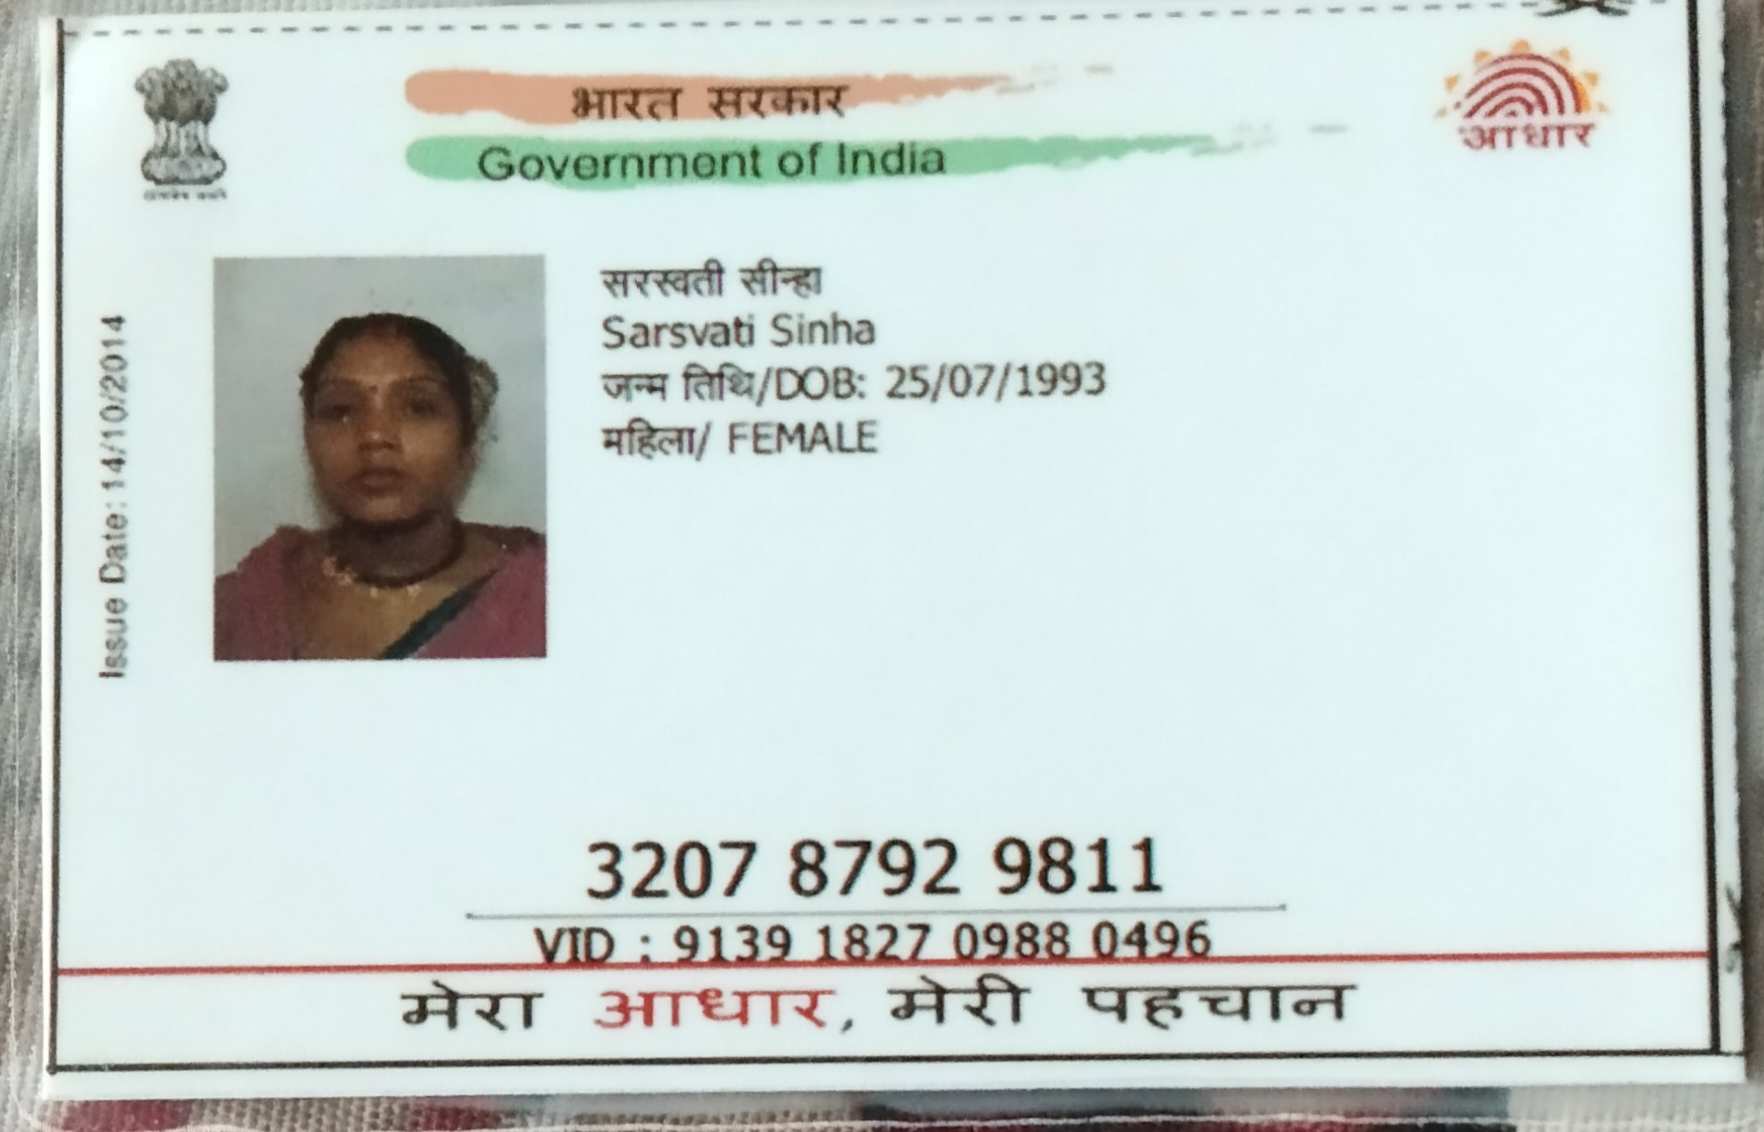 भारत सरकार
Government of India
आधार
Issue Date: 14/10/2014
सरस्वती सीन्हा
Sarsvati Sinha
जन्म तिथि/DOB: 25/07/1993
महिला/ FEMALE
3207 8792 9811
VID : 9139 1827 0988 0496
मेरा आधार, मेरी पहचान